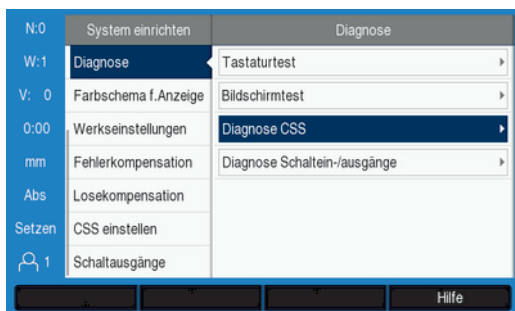 N:0
W:1
V: 0
0:00
mm
Abs
Setzen
1
System einrichten
Diagnose
Farbschema f.Anzeige
Werkseinstellungen
Fehlerkompensation
Losekompensation
CSS einstellen
Schaltausgänge
Diagnose
Tastaturtest
Bildschirmtest
Diagnose CSS
Diagnose Schaltein-/ausgänge
Hilfe